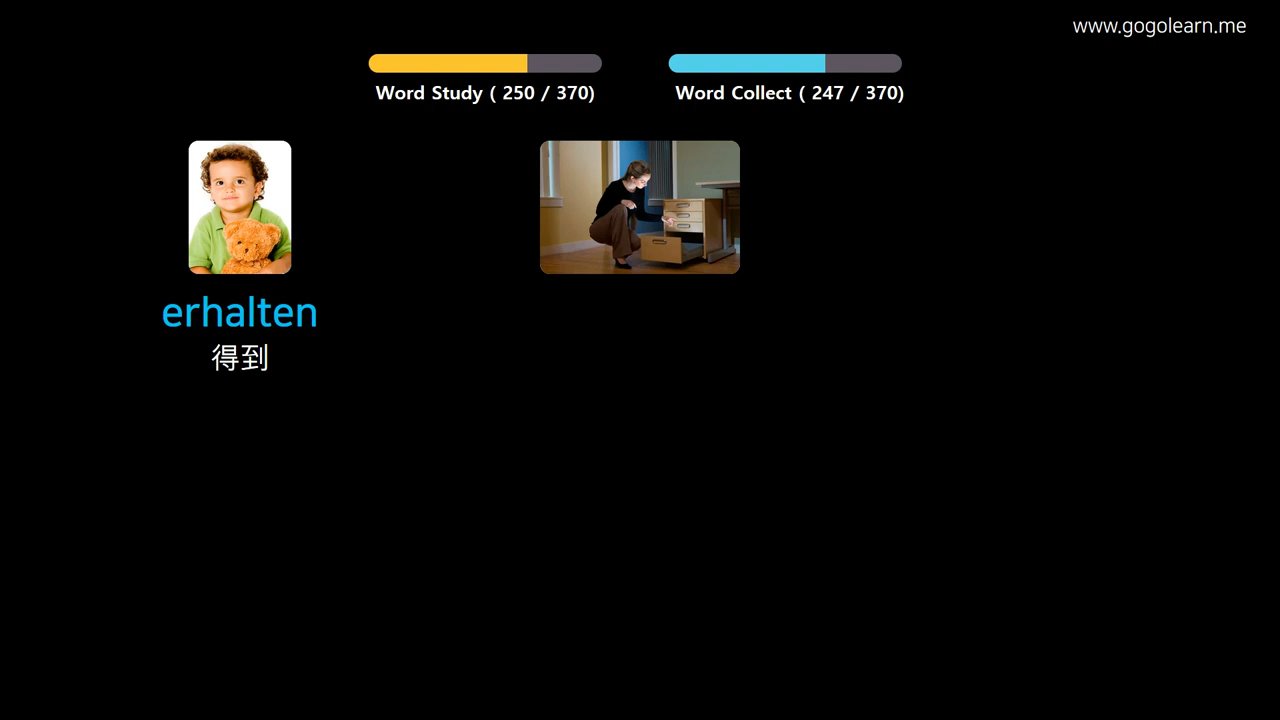 www.gogolearn.me
Word Study ( 250 / 370)
Word Collect ( 247 / 370)
erhalten
得到